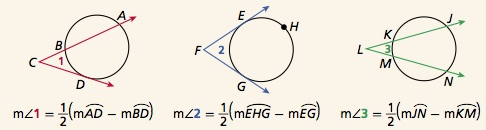 A
B
C
1
D
E
H
F
2
G
J
K
L
3
M
N
m∠1 = 1/2(mAD⌢ − mBD⌢)
m∠2 = 1/2(mEHG⌢ − mEG⌢)
m∠3 = 1/2(mJN⌢ − mKM⌢)